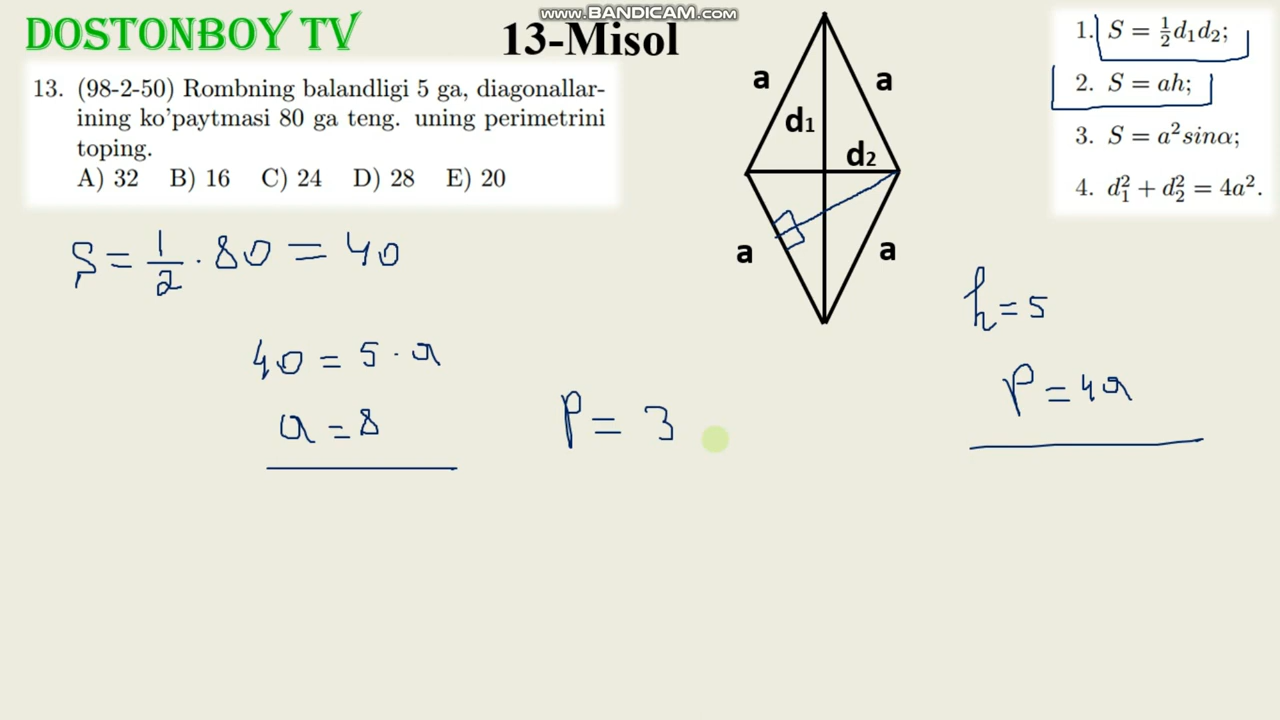 www.BANDICAM.com
DOSTONBOY TV
13-Misol
13. (98-2-50) Rombning balandligi 5 ga, diagonallar-
ining ko'paytmasi 80 ga teng. uning perimetrini
toping.
A) 32 B) 16 C) 24 D) 28 E) 20
a
a
d₁
d₂
a
a
1. S = ½d₁d₂;
2. S = ah;
3. S = a²sinα;
4. d₁² + d₂² = 4a².
S = 1/2 · 80 = 40
40 = 5 · a
a = 8
P = 3
h = 5
P = 4a